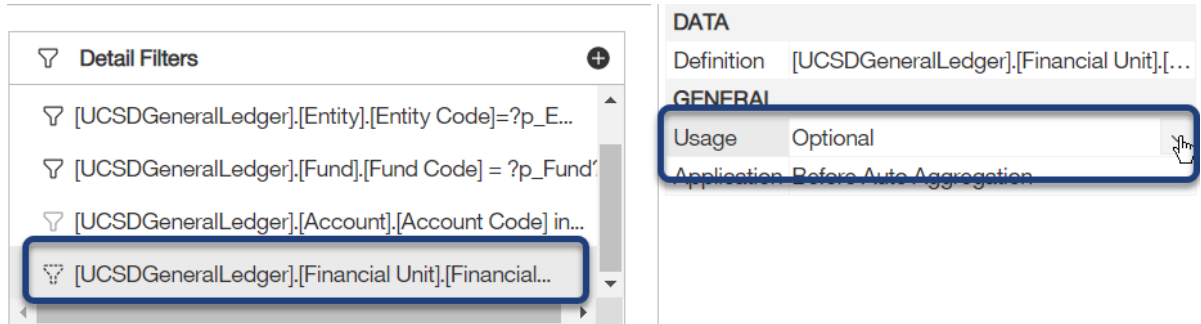 Detail Filters
[UCSDGeneralLedger].[Entity].[Entity Code]=?p_E...
[UCSDGeneralLedger].[Fund].[Fund Code] = ?p_Fund?
[UCSDGeneralLedger].[Account].[Account Code] in...
[UCSDGeneralLedger].[Financial Unit].[Financial...
DATA
Definition [UCSDGeneralLedger].[Financial Unit].[...
GENERAL
Usage Optional
Application Before Auto Aggregation